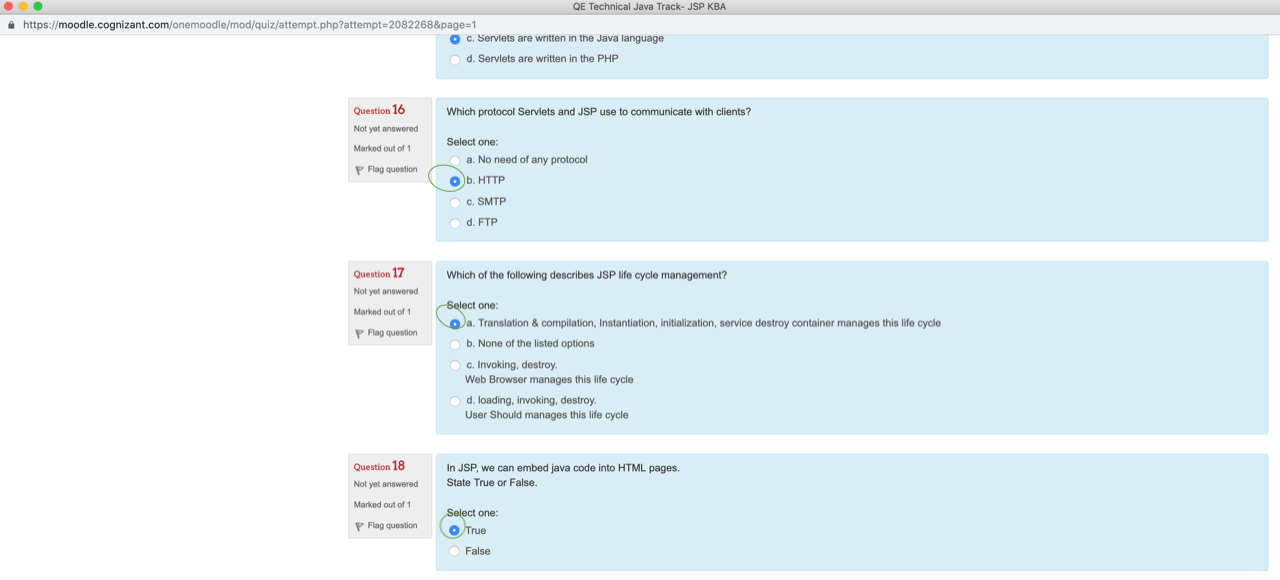 QE Technical Java Track- JSP KBA
https://moodle.cognizant.com/onemoodle/mod/quiz/attempt.php?attempt=2082268&page=1
c. Servlets are written in the Java language
d. Servlets are written in the PHP
Question 16
Not yet answered
Marked out of 1
Flag question
Which protocol Servlets and JSP use to communicate with clients?
Select one:
a. No need of any protocol
b. HTTP
c. SMTP
d. FTP
Question 17
Not yet answered
Marked out of 1
Flag question
Which of the following describes JSP life cycle management?
Select one:
a. Translation & compilation, Instantiation, initialization, service destroy container manages this life cycle
b. None of the listed options
c. Invoking, destroy.
Web Browser manages this life cycle
d. loading, invoking, destroy.
User Should manages this life cycle
Question 18
Not yet answered
Marked out of 1
Flag question
In JSP, we can embed java code into HTML pages.
State True or False.
Select one:
True
False